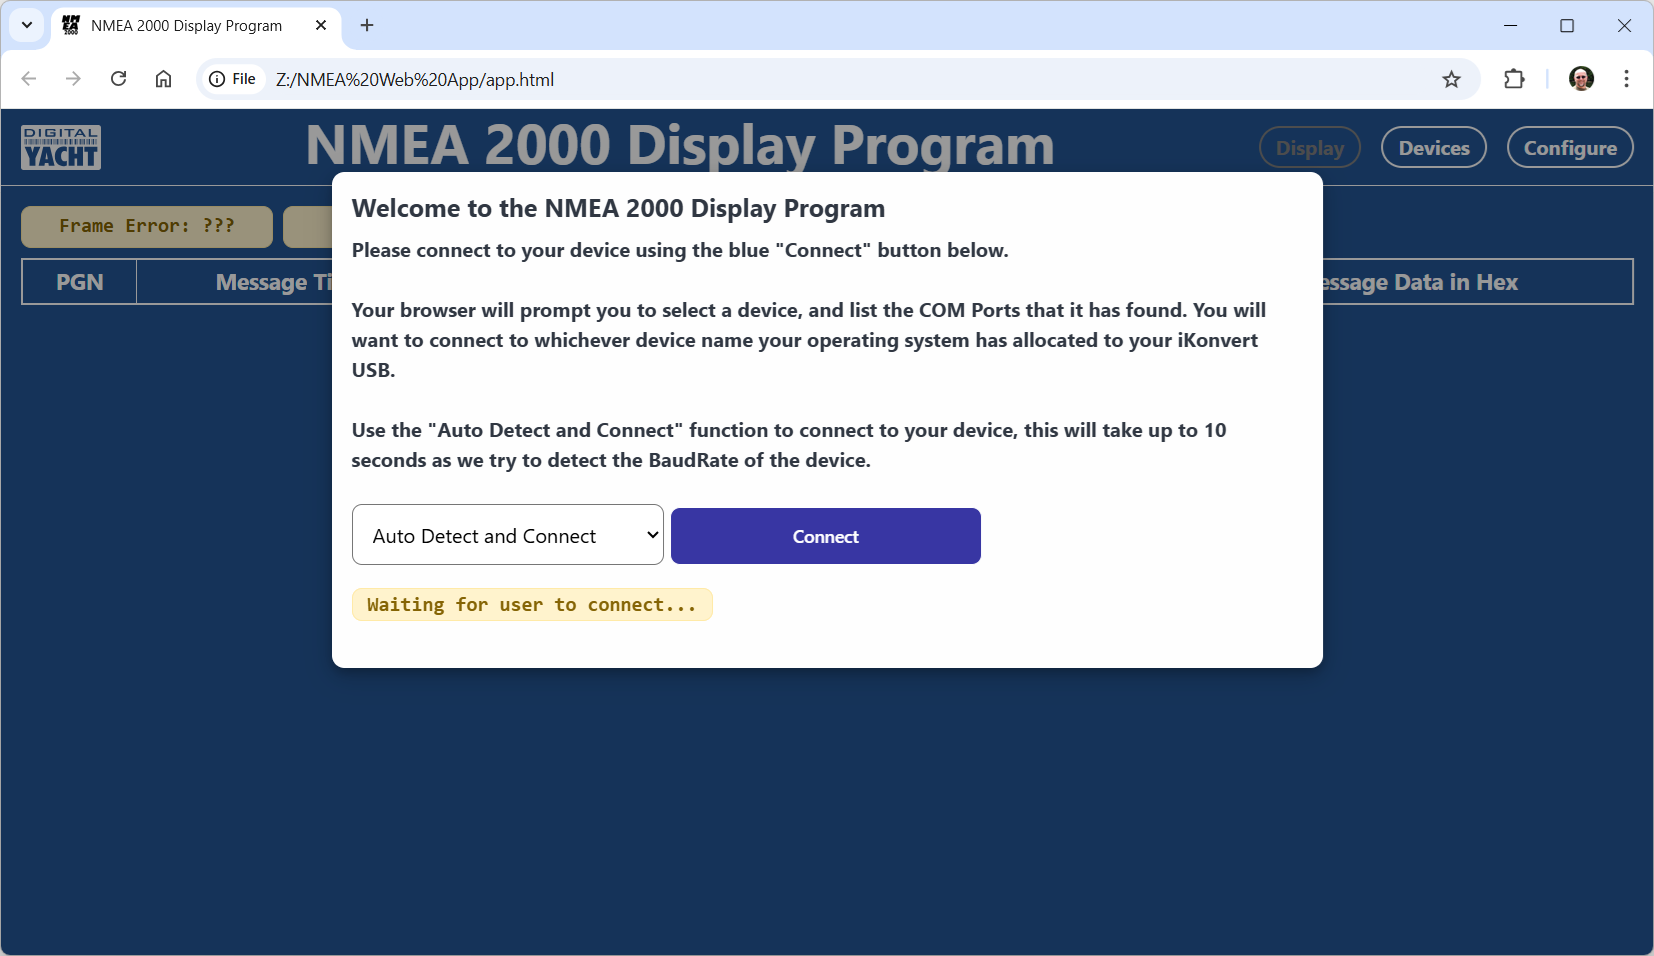 NMEA 2000 Display Program
File
Z:/NMEA%20Web%20App/app.html
DIGITAL
YACHT
NMEA 2000 Display Program
Display
Devices
Configure
Frame Error: ???
PGN
Message Ti
essage Data in Hex
Welcome to the NMEA 2000 Display Program
Please connect to your device using the blue "Connect" button below.
Your browser will prompt you to select a device, and list the COM Ports that it has found. You will
want to connect to whichever device name your operating system has allocated to your iKonvert
USB.
Use the "Auto Detect and Connect" function to connect to your device, this will take up to 10
seconds as we try to detect the BaudRate of the device.
Auto Detect and Connect
Connect
Waiting for user to connect...